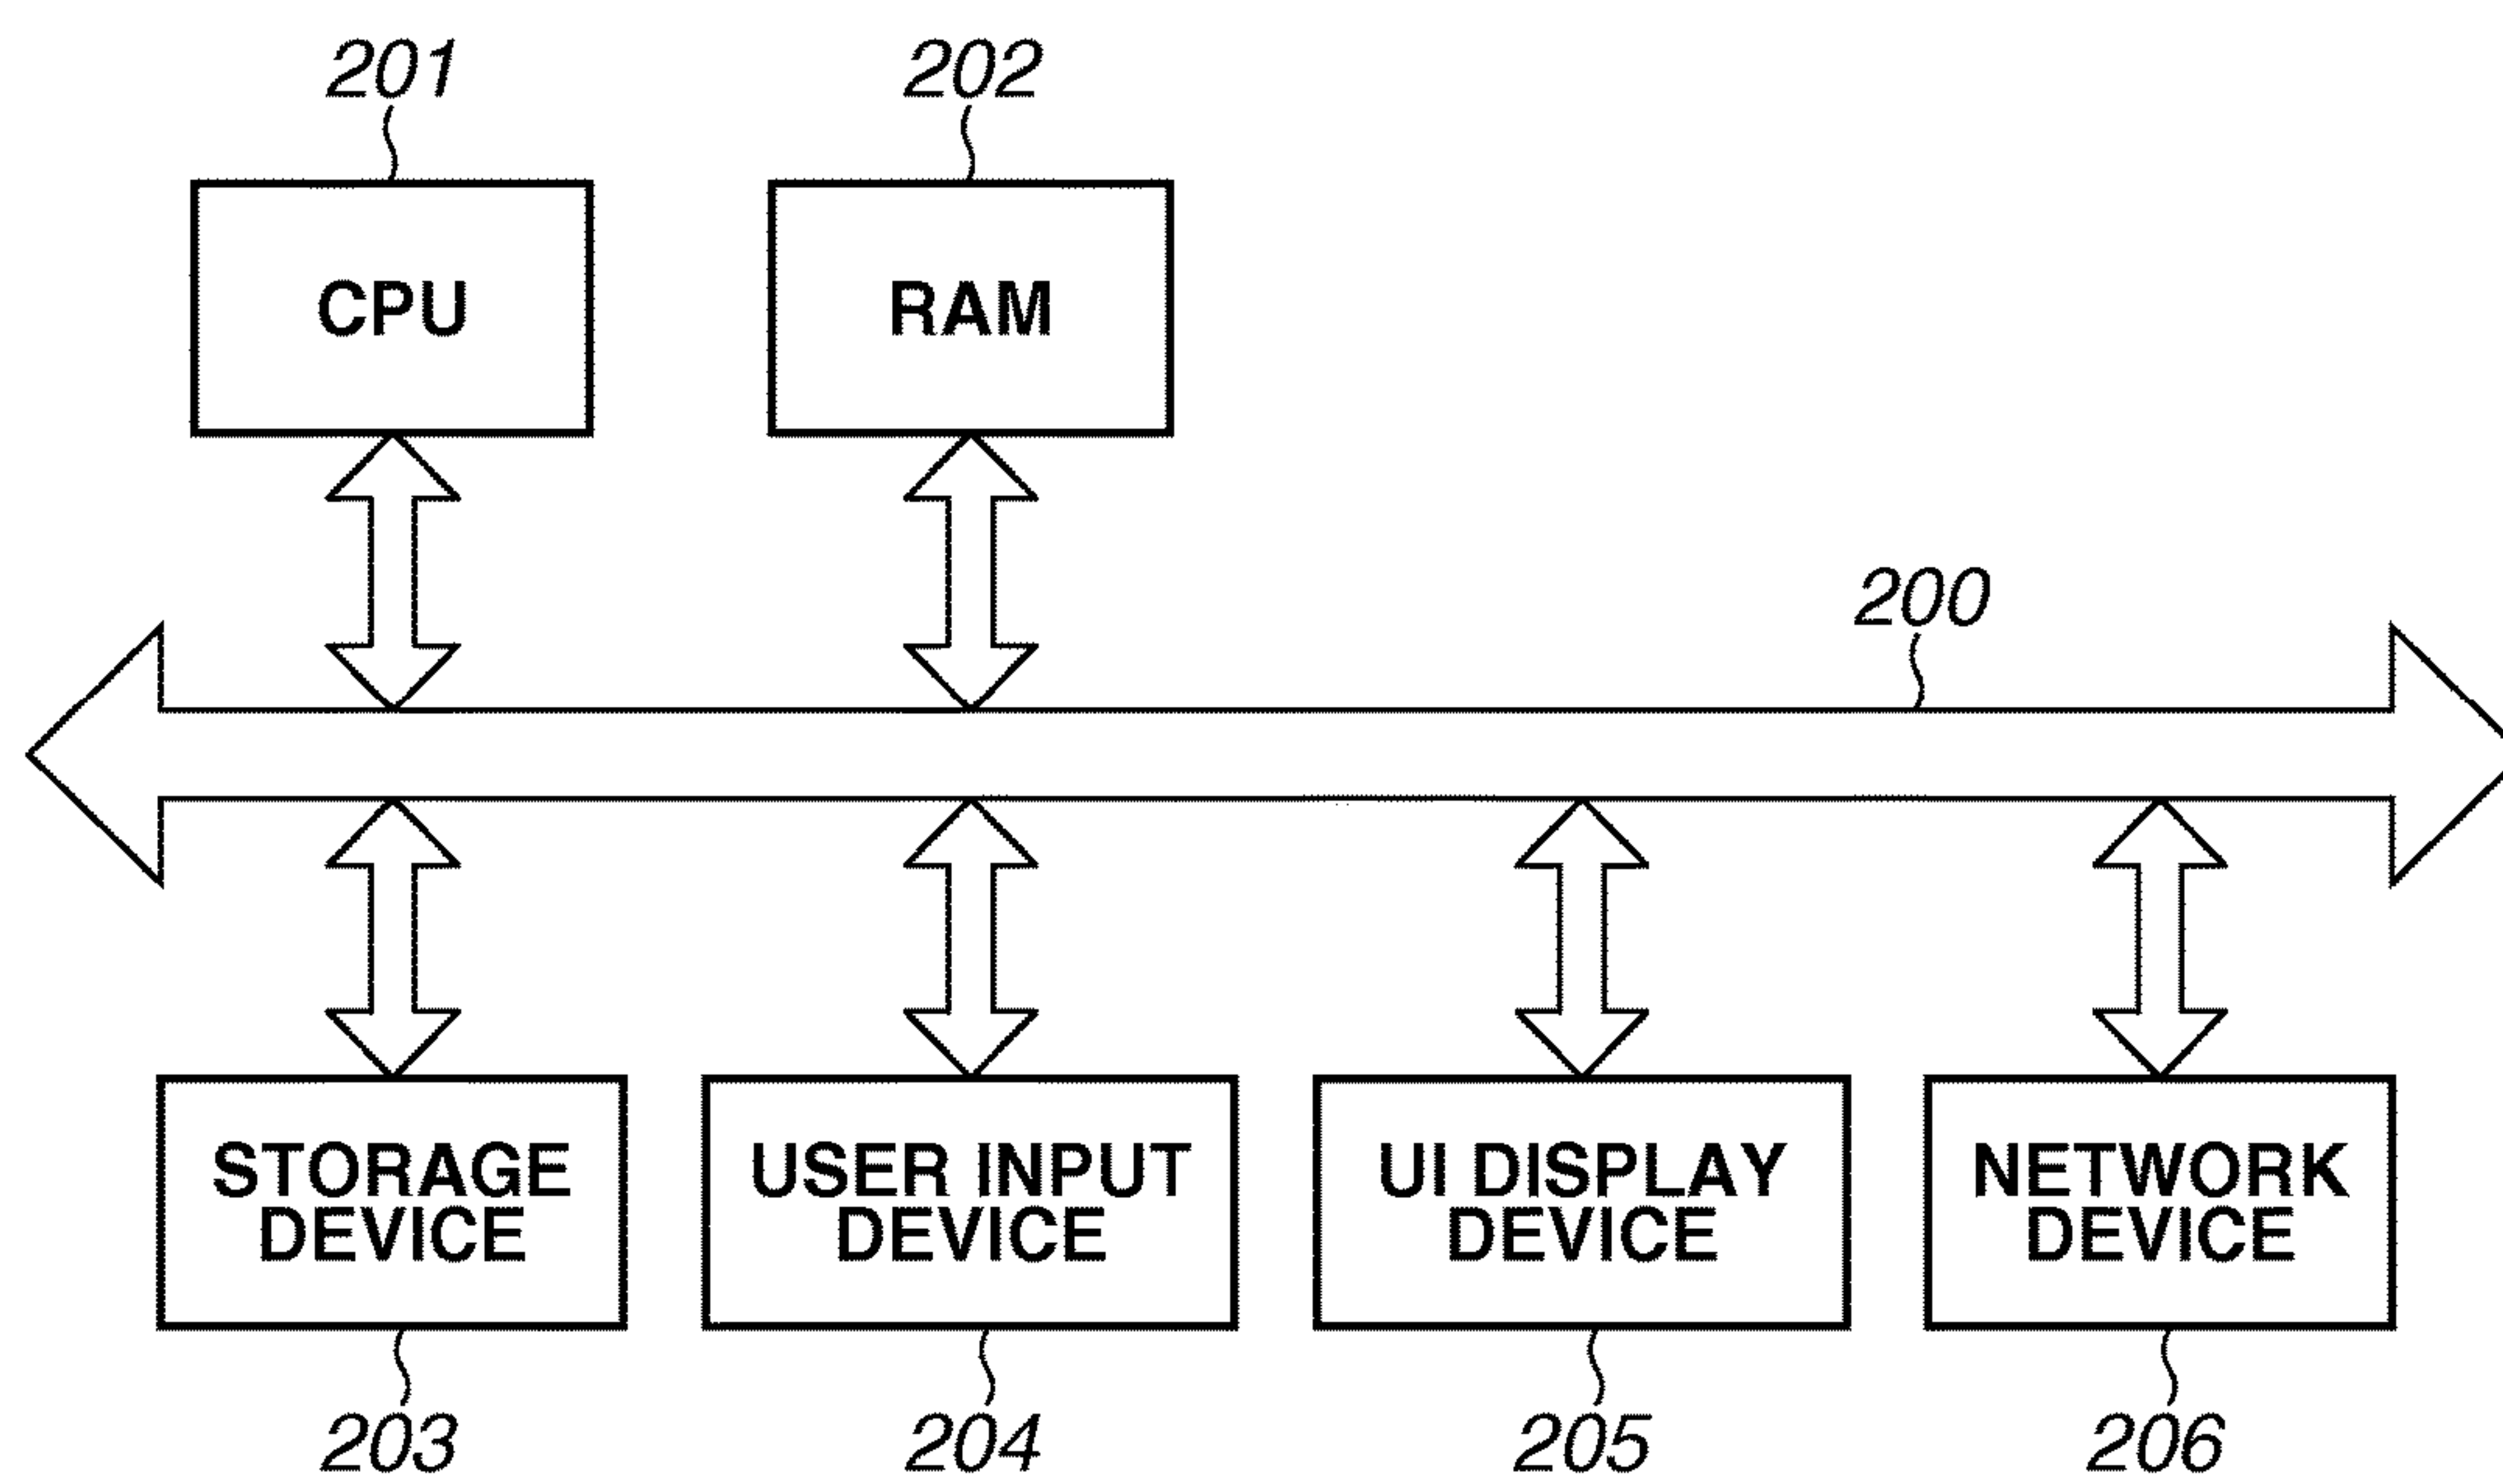 201
202
CPU
RAM
200
STORAGE
DEVICE
USER INPUT
DEVICE
UI DISPLAY
DEVICE
NETWORK
DEVICE
203
204
205
206